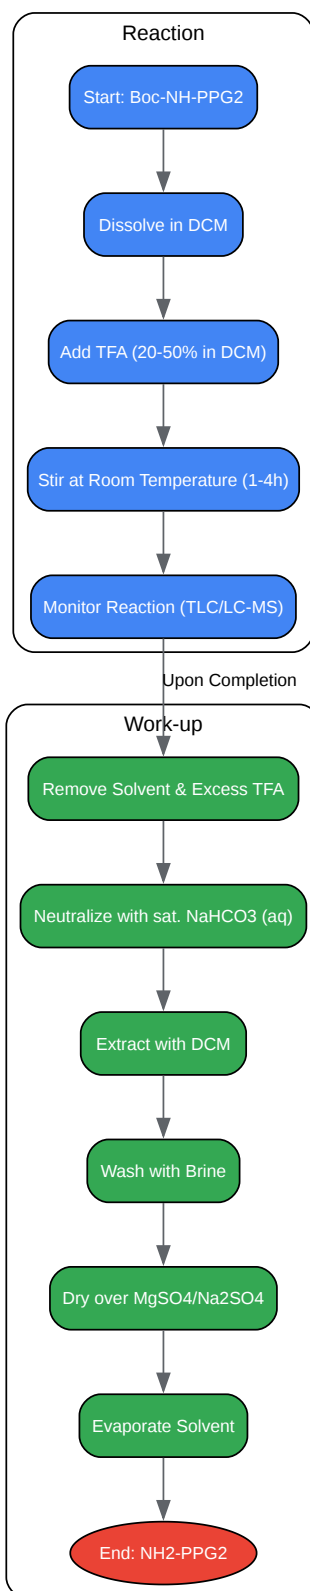 Reaction
Start: Boc-NH-PPG2
Dissolve in DCM
Add TFA (20-50% in DCM)
Stir at Room Temperature (1-4h)
Monitor Reaction (TLC/LC-MS)
Upon Completion
Work-up
Remove Solvent & Excess TFA
Neutralize with sat. NaHCO3 (aq)
Extract with DCM
Wash with Brine
Dry over MgSO4/Na2SO4
Evaporate Solvent
End: NH2-PPG2